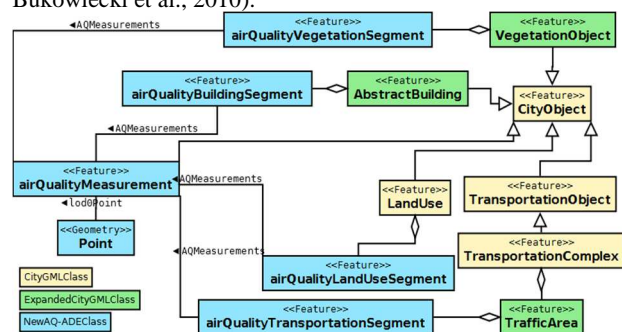 Bukowiecki et al., 2010).
◄AQMeasurements
<<Feature>>
airQualityVegetationSegment
<<Feature>>
VegetationObject
<<Feature>>
airQualityBuildingSegment
<<Feature>>
AbstractBuilding
<<Feature>>
CityObject
◄AQMeasurements
<<Feature>>
airQualityMeasurement
◄AQMeasurements
<<Feature>>
LandUse
<<Feature>>
TransportationObject
◄lod0Point
<<Geometry>>
Point
◄AQMeasurements
<<Feature>>
TransportationComplex
<<Feature>>
airQualityLandUseSegment
CityGMLClass
ExpandedCityGMLClass
NewAQ-ADEClass
<<Feature>>
airQualityTransportationSegment
<<Feature>>
TrafficArea